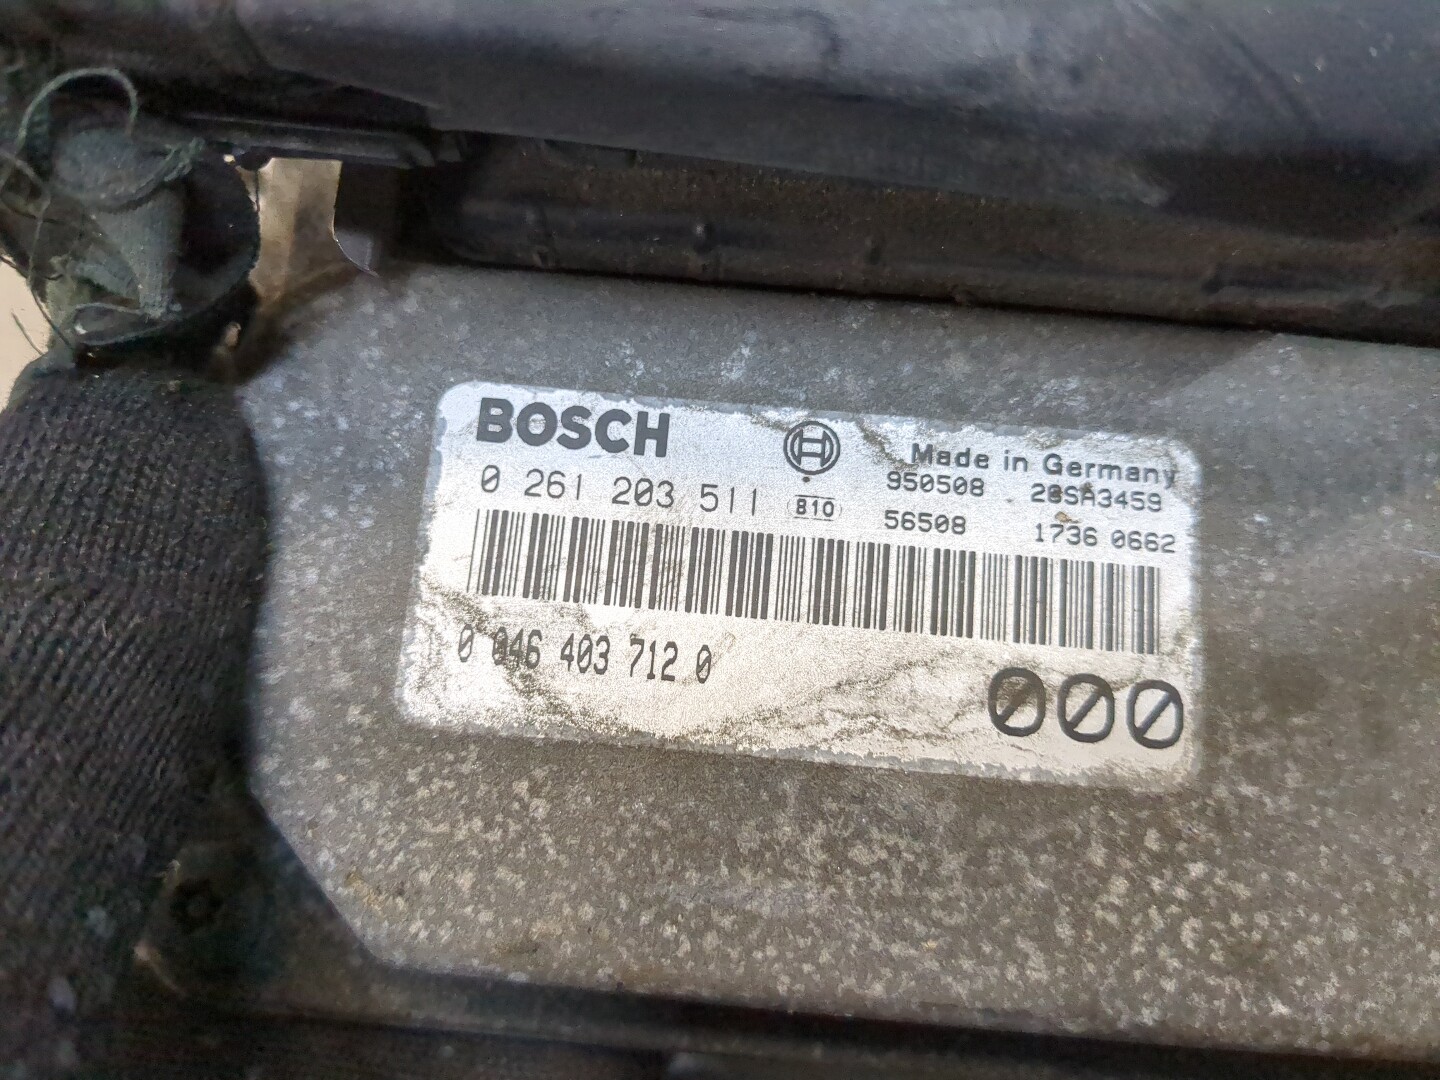 BOSCH
Made in Germany
0 261 203 511 B10
950508 . 28SA3459
56508 1736 0662
0 046 403 712 0
000